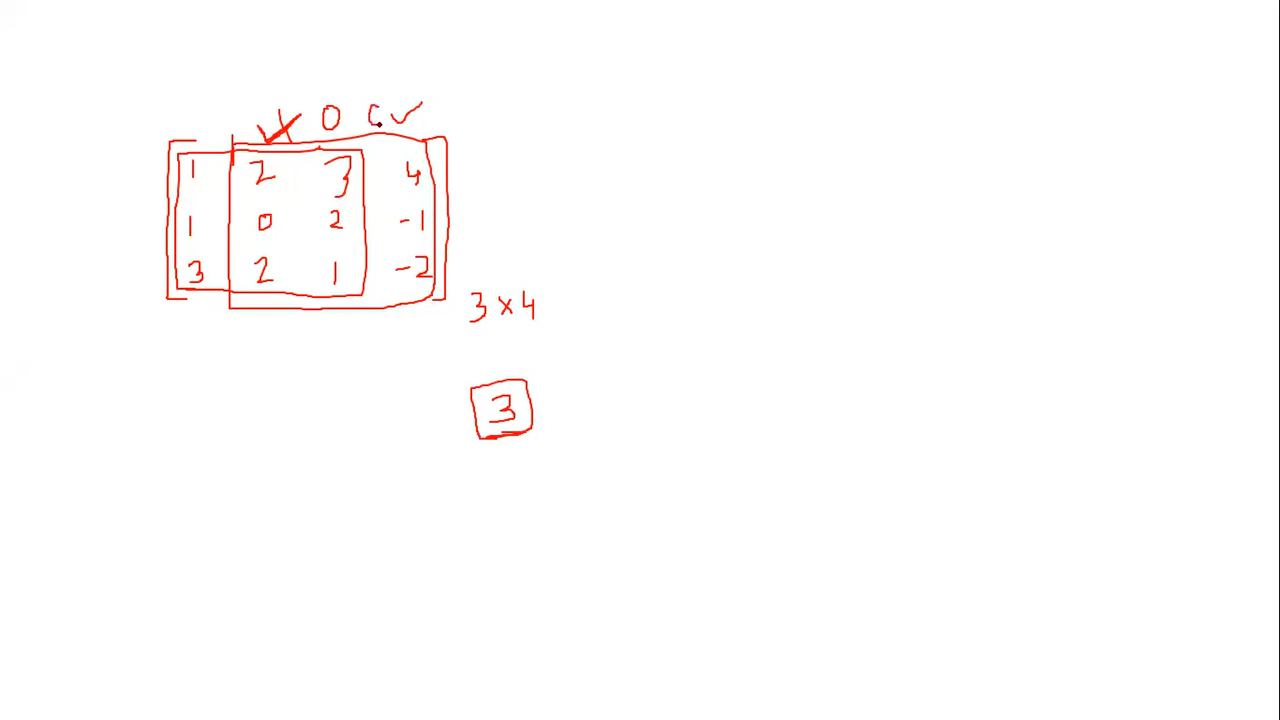 0
1 2 3 4
1 0 2 -1
3 2 1 -2
3 x 4
3